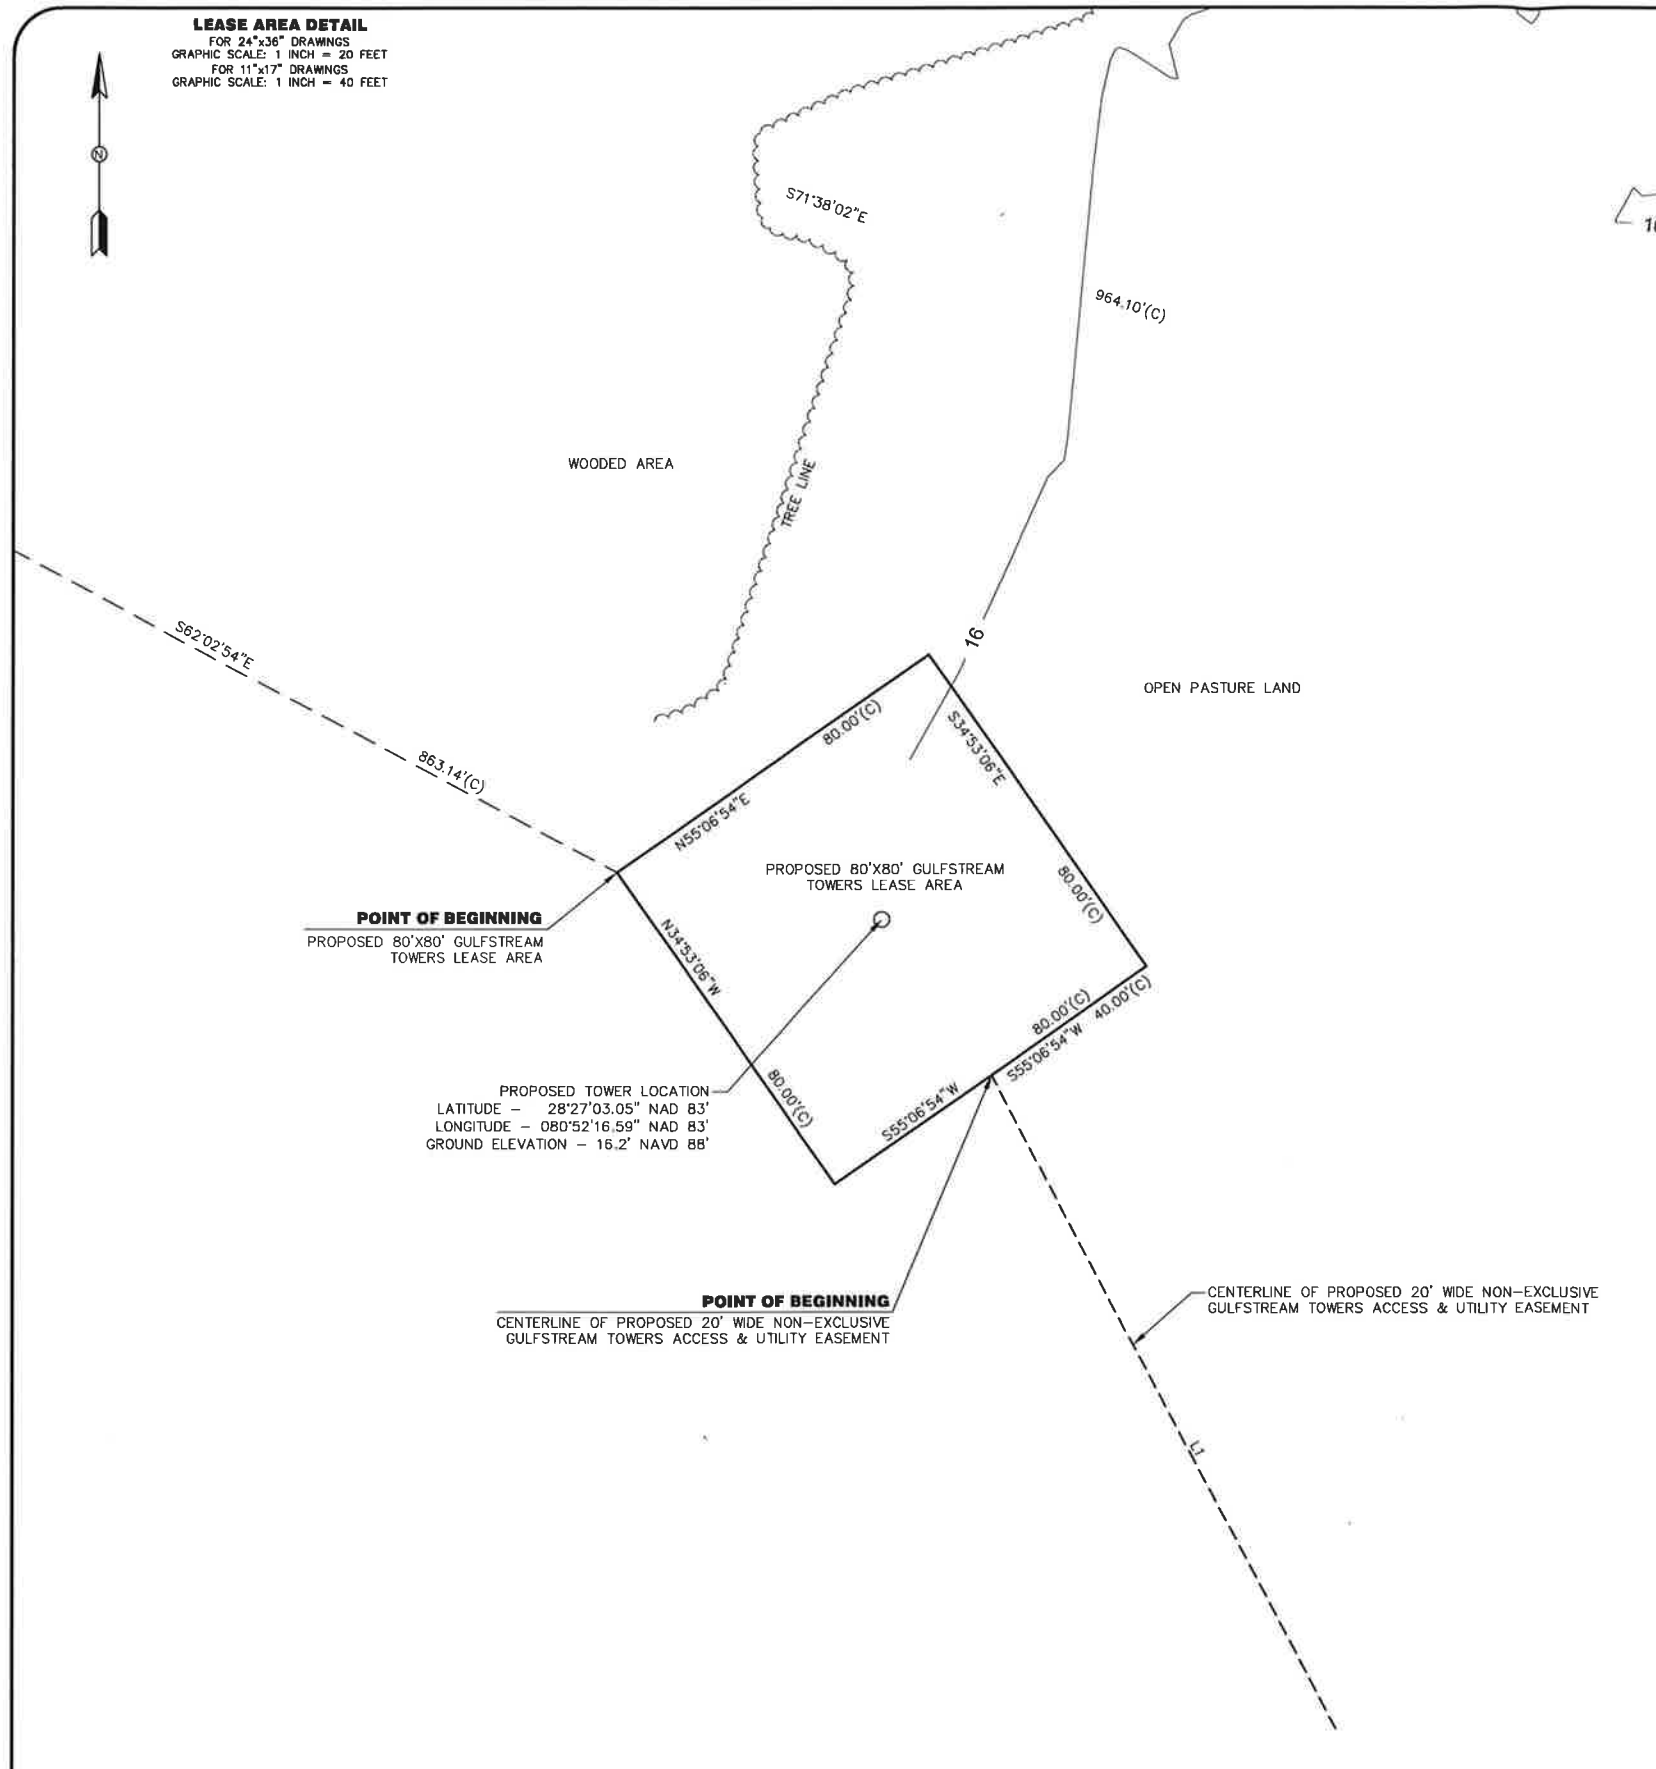 LEASE AREA DETAIL
FOR 24"x36" DRAWINGS
GRAPHIC SCALE: 1 INCH = 20 FEET
FOR 11"x17" DRAWINGS
GRAPHIC SCALE: 1 INCH = 40 FEET
N
S71°38'02"E
964.10'(C)
WOODED AREA
TREE LINE
S62°02'54"E
863.14'(C)
16
OPEN PASTURE LAND
80.00'(C)
N55°06'54"E
S34°53'06"E
80.00'(C)
PROPOSED 80'X80' GULFSTREAM
TOWERS LEASE AREA
POINT OF BEGINNING
PROPOSED 80'X80' GULFSTREAM
TOWERS LEASE AREA
N34°53'06"W
80.00'(C)
80.00'(C)
S55°06'54"W 40.00'(C)
S55°06'54"W
PROPOSED TOWER LOCATION
LATITUDE - 28°27'03.05" NAD 83'
LONGITUDE - 080°52'16.59" NAD 83'
GROUND ELEVATION - 16.2' NAVD 88'
POINT OF BEGINNING
CENTERLINE OF PROPOSED 20' WIDE NON-EXCLUSIVE
GULFSTREAM TOWERS ACCESS & UTILITY EASEMENT
CENTERLINE OF PROPOSED 20' WIDE NON-EXCLUSIVE
GULFSTREAM TOWERS ACCESS & UTILITY EASEMENT
L1